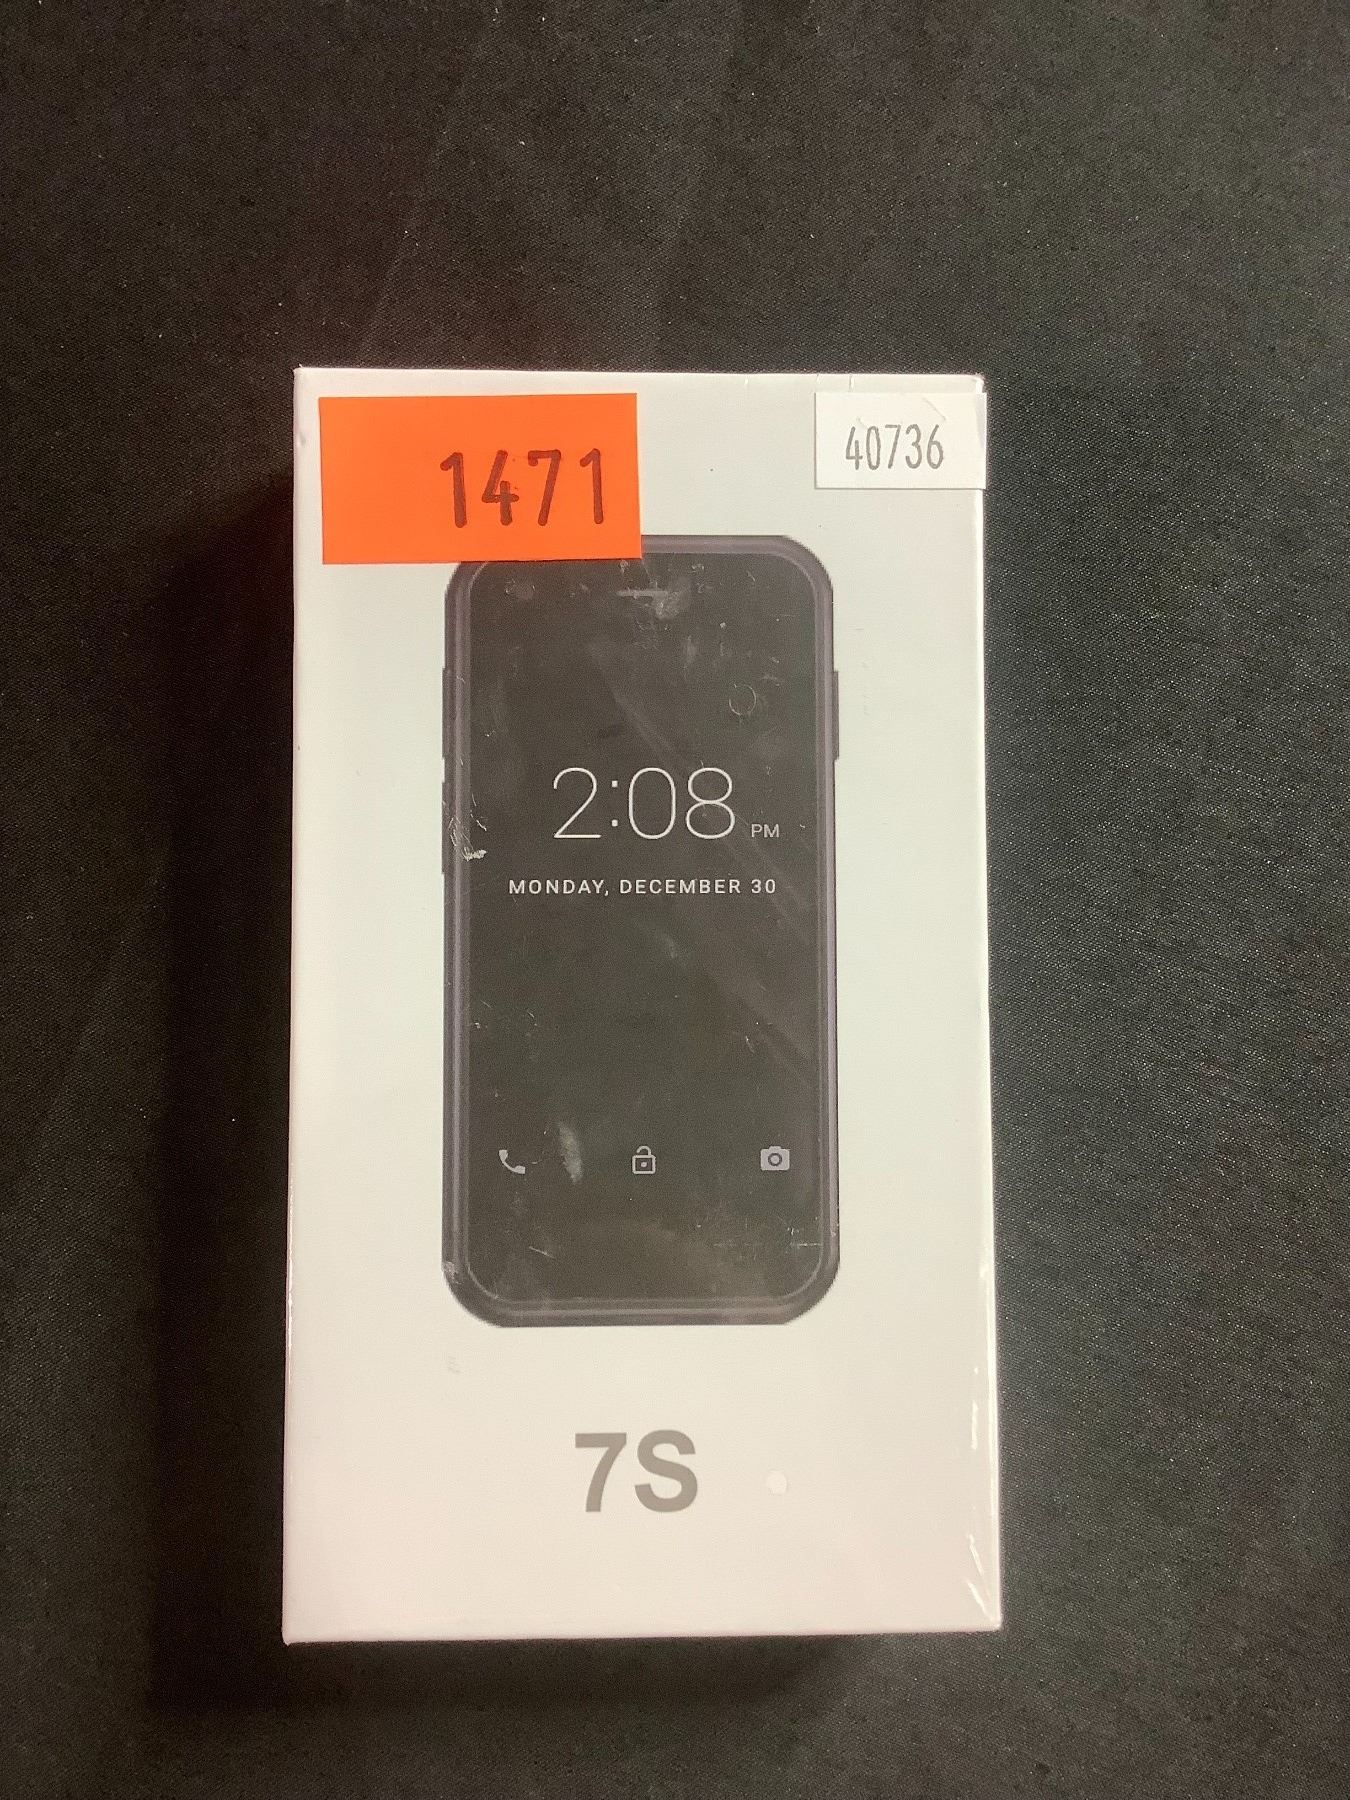 1471
40736
2:08 PM
MONDAY, DECEMBER 30
7S